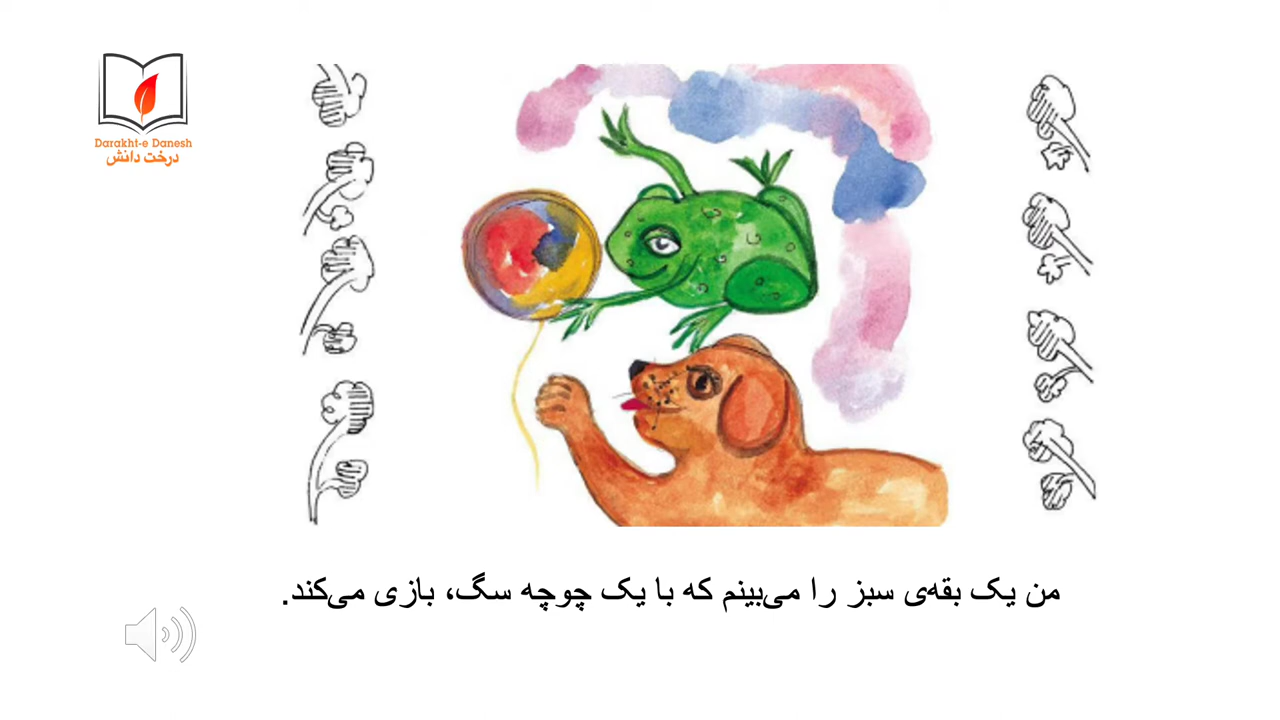 Darakht-e Danesh
درخت دانش
من یک بقه‌ی سبز را می‌بینم که با یک چوچه سگ، بازی می‌کند.